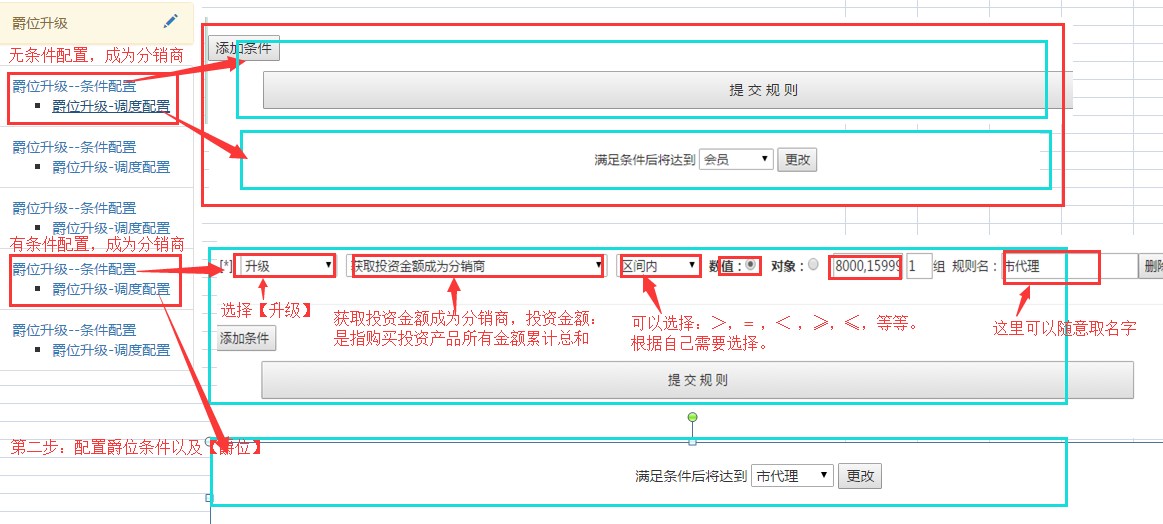 爵位升级
无条件配置，成为分销商
爵位升级--条件配置
爵位升级-调度配置
爵位升级--条件配置
爵位升级-调度配置
爵位升级--条件配置
爵位升级-调度配置
有条件配置，成为分销商
爵位升级--条件配置
爵位升级-调度配置
爵位升级--条件配置
爵位升级-调度配置
添加条件
提 交 规 则
满足条件后将达到 会员 更改
[*] 升级 获取投资金额成为分销商 区间内 数值： 对象： 8000,15999 1 组 规则名： 市代理 删除
选择【升级】
获取投资金额成为分销商，投资金额：
是指购买投资产品所有金额累计总和
可以选择：＞，＝，＜，≥，≤，等等。
根据自己需要选择。
这里可以随意取名字
添加条件
提 交 规 则
第二步：配置爵位条件以及【爵位】
满足条件后将达到 市代理 更改